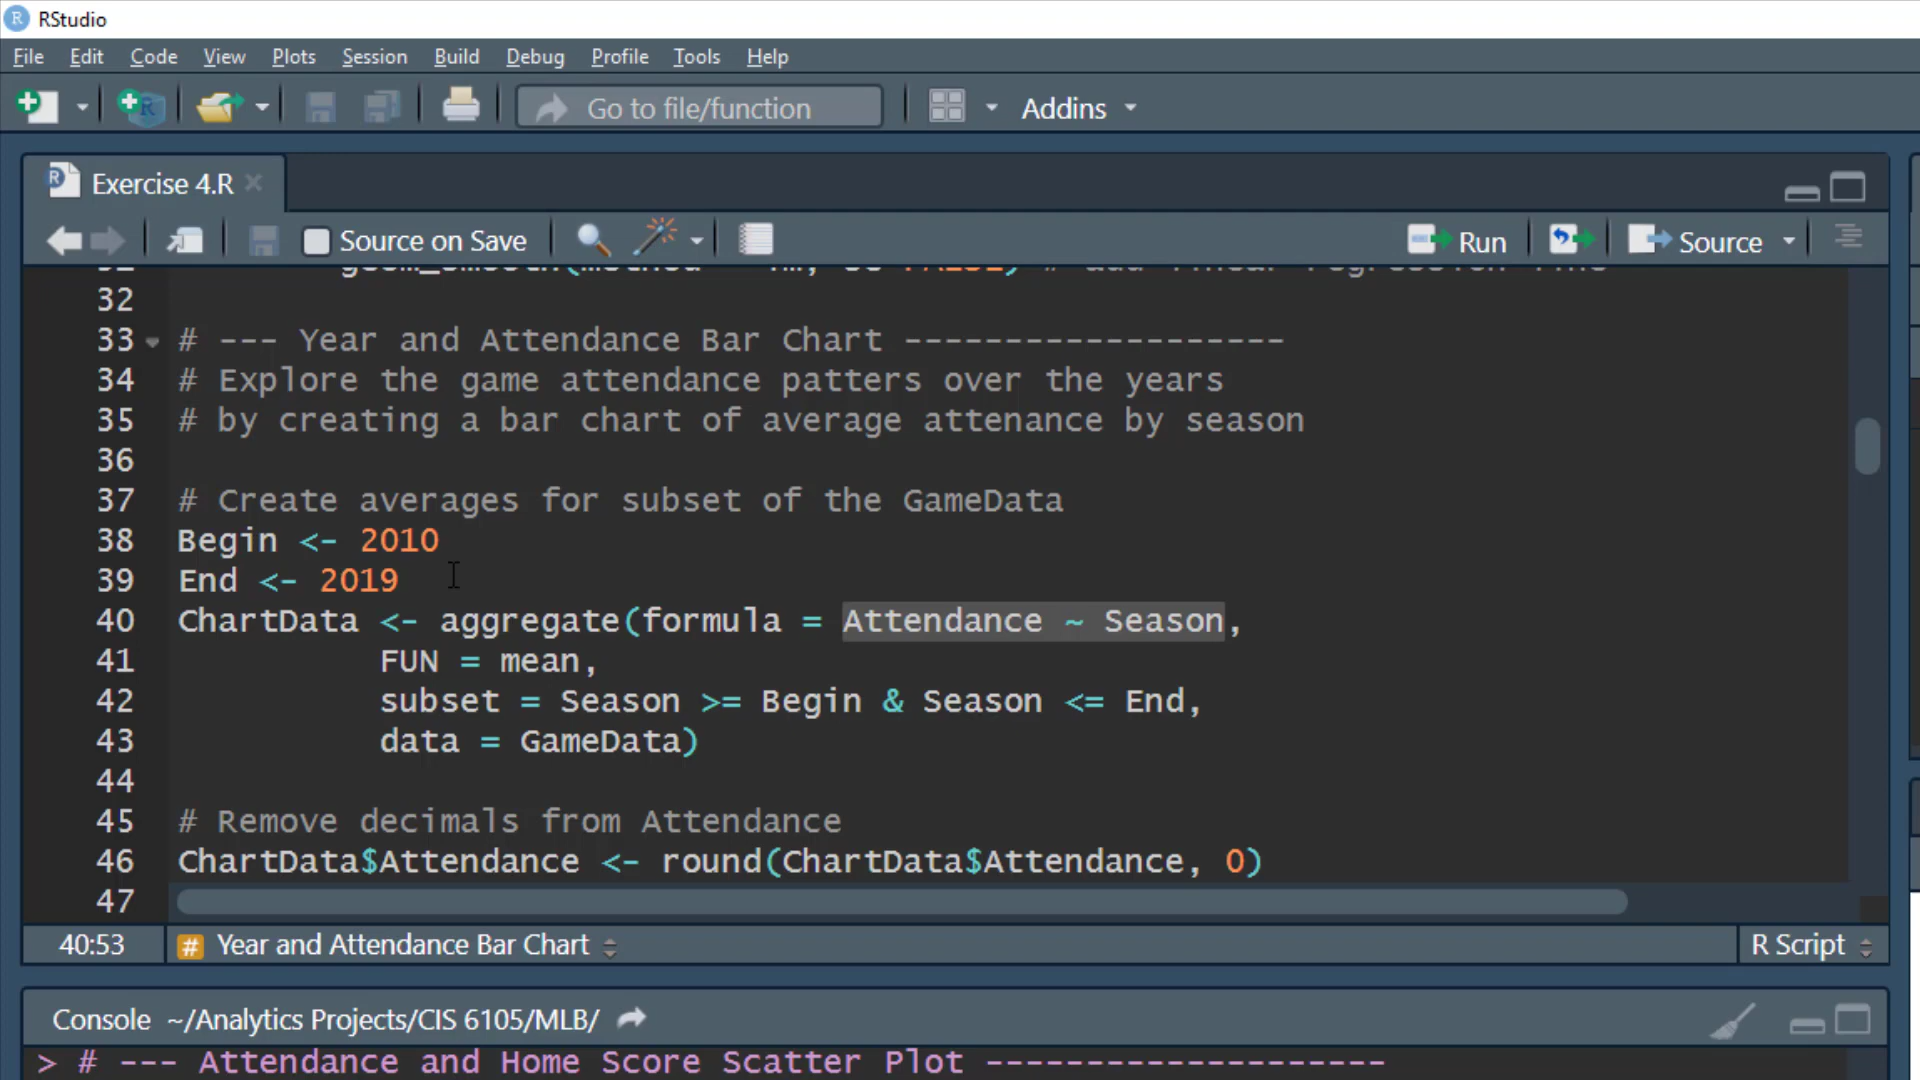 RStudio
File Edit Code View Plots Session Build Debug Profile Tools Help
Go to file/function Addins
Exercise 4.R
Source on Save Run Source
32
33 # --- Year and Attendance Bar Chart -------------------
34 # Explore the game attendance patters over the years
35 # by creating a bar chart of average attenance by season
36
37 # Create averages for subset of the GameData
38 Begin <- 2010
39 End <- 2019
40 ChartData <- aggregate(formula = Attendance ~ Season,
41 FUN = mean,
42 subset = Season >= Begin & Season <= End,
43 data = GameData)
44
45 # Remove decimals from Attendance
46 ChartData$Attendance <- round(ChartData$Attendance, 0)
47
40:53 # Year and Attendance Bar Chart R Script
Console ~/Analytics Projects/CIS 6105/MLB/
> # --- Attendance and Home Score Scatter Plot --------------------